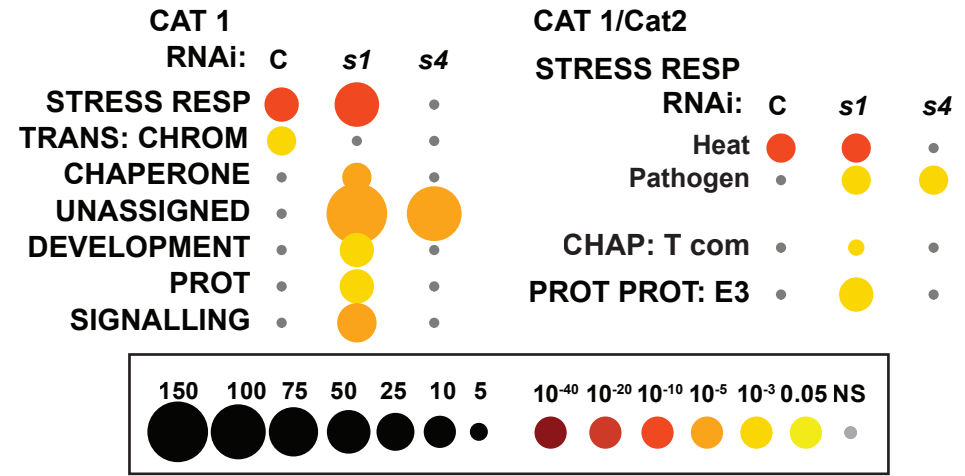 CAT 1
RNAi: C s1 s4
STRESS RESP
TRANS: CHROM
CHAPERONE
UNASSIGNED
DEVELOPMENT
PROT
SIGNALLING
CAT 1/Cat2
STRESS RESP
RNAi: C s1 s4
Heat
Pathogen
CHAP: T com
PROT PROT: E3
150 100 75 50 25 10 5
10⁻⁴⁰ 10⁻²⁰ 10⁻¹⁰ 10⁻⁵ 10⁻³ 0.05 NS